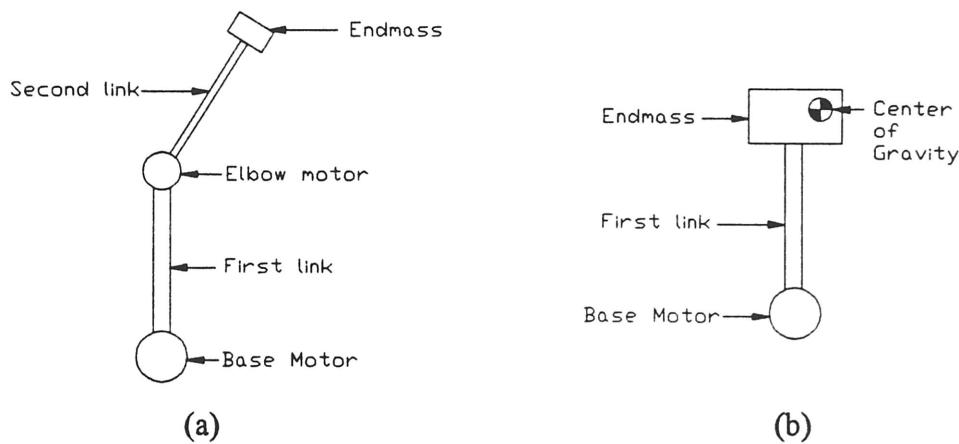 Endmass
Second link
Elbow motor
First link
Base Motor
(a)
Endmass
Center
of
Gravity
First link
Base Motor
(b)